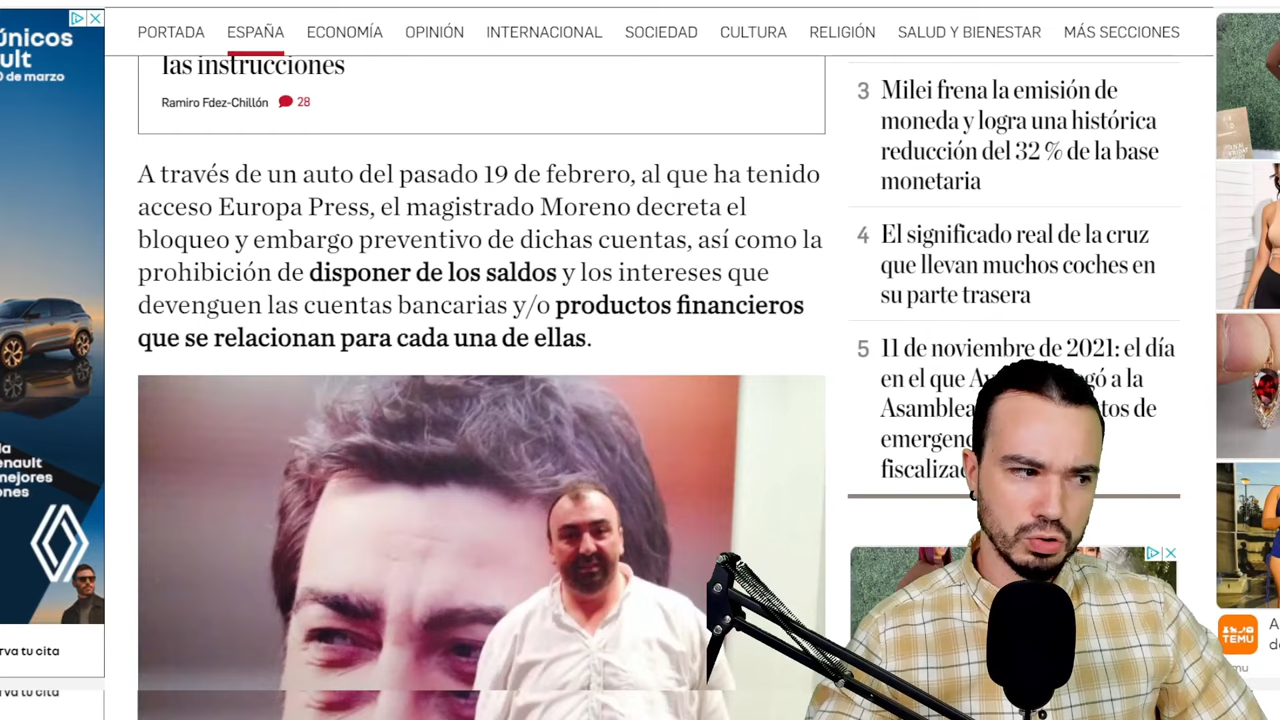 PORTADA ESPAÑA ECONOMÍA OPINIÓN INTERNACIONAL SOCIEDAD CULTURA RELIGIÓN SALUD Y BIENESTAR MÁS SECCIONES
las instrucciones
Ramiro Fdez-Chillón 28
A través de un auto del pasado 19 de febrero, al que ha tenido
acceso Europa Press, el magistrado Moreno decreta el
bloqueo y embargo preventivo de dichas cuentas, así como la
prohibición de disponer de los saldos y los intereses que
devenguen las cuentas bancarias y/o productos financieros
que se relacionan para cada una de ellas.
3 Milei frena la emisión de
moneda y logra una histórica
reducción del 32 % de la base
monetaria
4 El significado real de la cruz
que llevan muchos coches en
su parte trasera
5 11 de noviembre de 2021: el día
en el que a la
Asamblea de
únicos
de marzo
rva tu cita
rva tu cita
TEMU